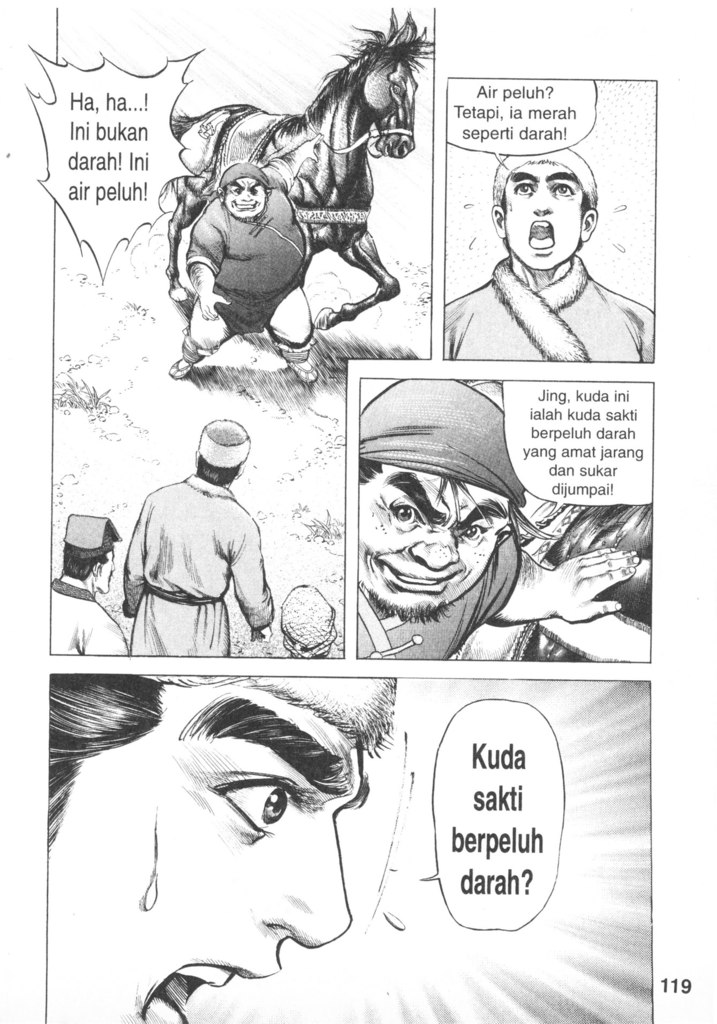 Ha, ha...!
Ini bukan
darah! Ini
air peluh!
Air peluh?
Tetapi, ia merah
seperti darah!
Jing, kuda ini
ialah kuda sakti
berpeluh darah
yang amat jarang
dan sukar
dijumpai!
Kuda
sakti
berpeluh
darah?
119